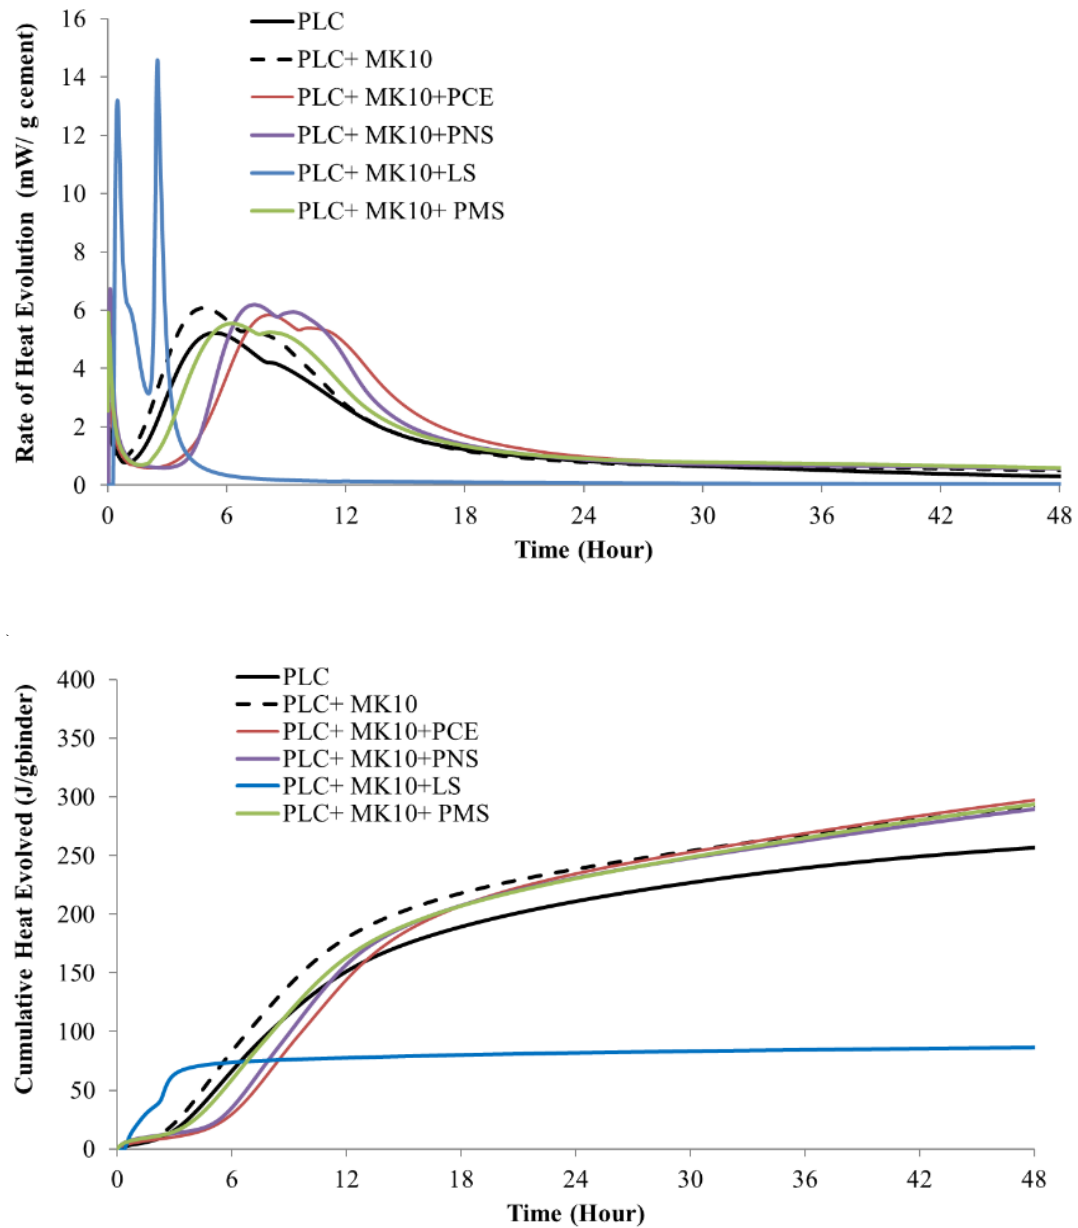 16
14
12
10
8
6
4
2
0
Rate of Heat Evolution (mW/ g cement)
PLC
PLC+ MK10
PLC+ MK10+PCE
PLC+ MK10+PNS
PLC+ MK10+LS
PLC+ MK10+ PMS
0 6 12 18 24 30 36 42 48
Time (Hour)
400
350
300
250
200
150
100
50
0
Cumulative Heat Evolved (J/gbinder)
PLC
PLC+ MK10
PLC+ MK10+PCE
PLC+ MK10+PNS
PLC+ MK10+LS
PLC+ MK10+ PMS
0 6 12 18 24 30 36 42 48
Time (Hour)